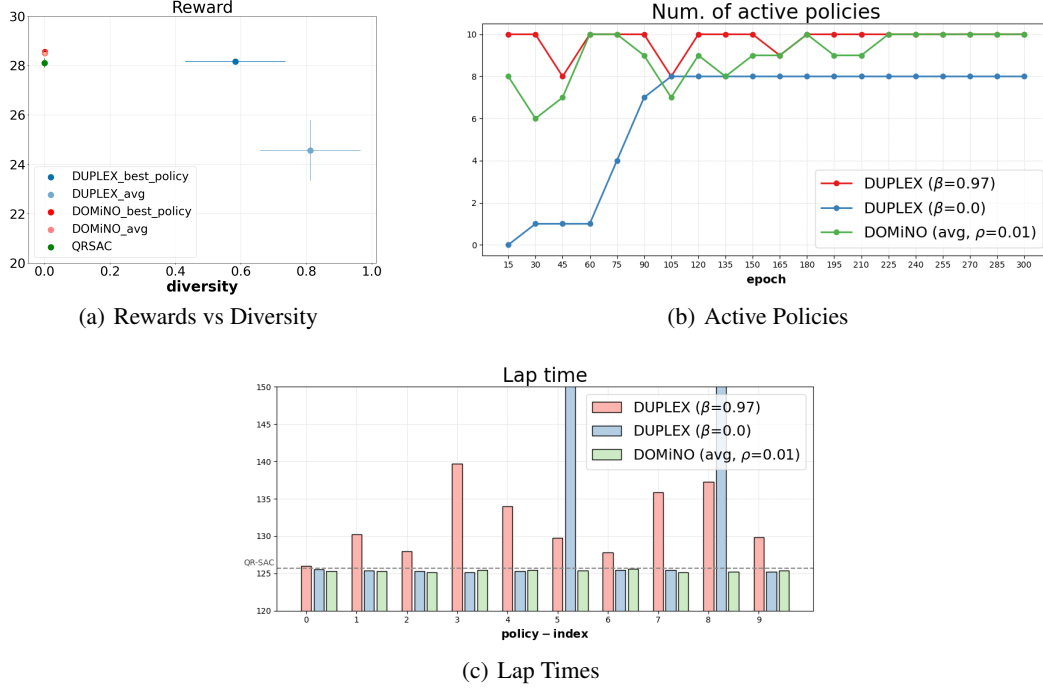 Reward
30
28
26
24
22
20
DUPLEX_best_policy
DUPLEX_avg
DOMiNO_best_policy
DOMiNO_avg
QRSAC
0.0 0.2 0.4 0.6 0.8 1.0
diversity
(a) Rewards vs Diversity
Num. of active policies
10
8
6
4
2
0
DUPLEX (β=0.97)
DUPLEX (β=0.0)
DOMiNO (avg, ρ=0.01)
15 30 45 60 75 90 105 120 135 150 165 180 195 210 225 240 255 270 285 300
epoch
(b) Active Policies
Lap time
150
145
140
135
130
125
120
QR-SAC
DUPLEX (β=0.97)
DUPLEX (β=0.0)
DOMiNO (avg, ρ=0.01)
0 1 2 3 4 5 6 7 8 9
policy − index
(c) Lap Times